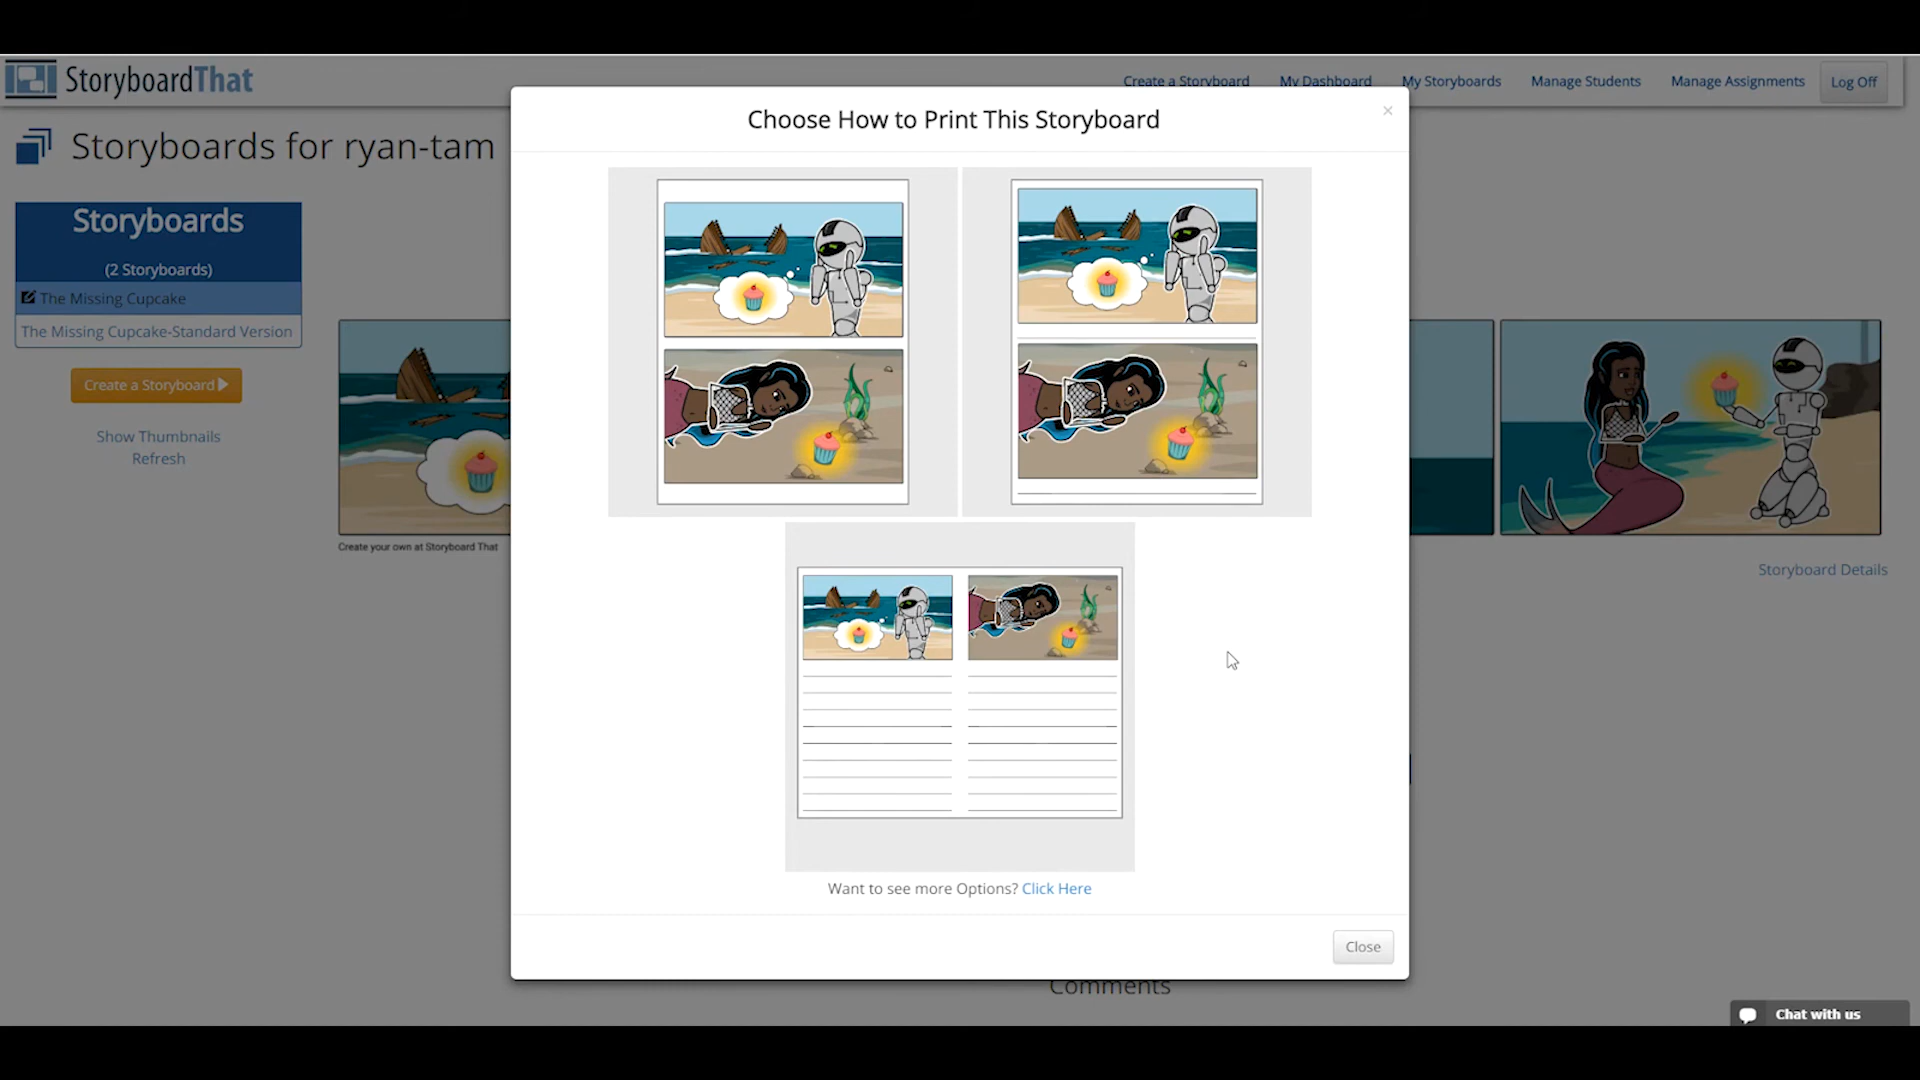 StoryboardThat
Create a Storyboard
My Dashboard
My Storyboards
Manage Students
Manage Assignments
Log Off
Choose How to Print This Storyboard
×
Storyboards for ryan-tam
Storyboards
(2 Storyboards)
The Missing Cupcake
The Missing Cupcake-Standard Version
Create a Storyboard
Show Thumbnails
Refresh
Create your own at Storyboard That
Storyboard Details
Want to see more Options? Click Here
Close
Comments
Chat with us